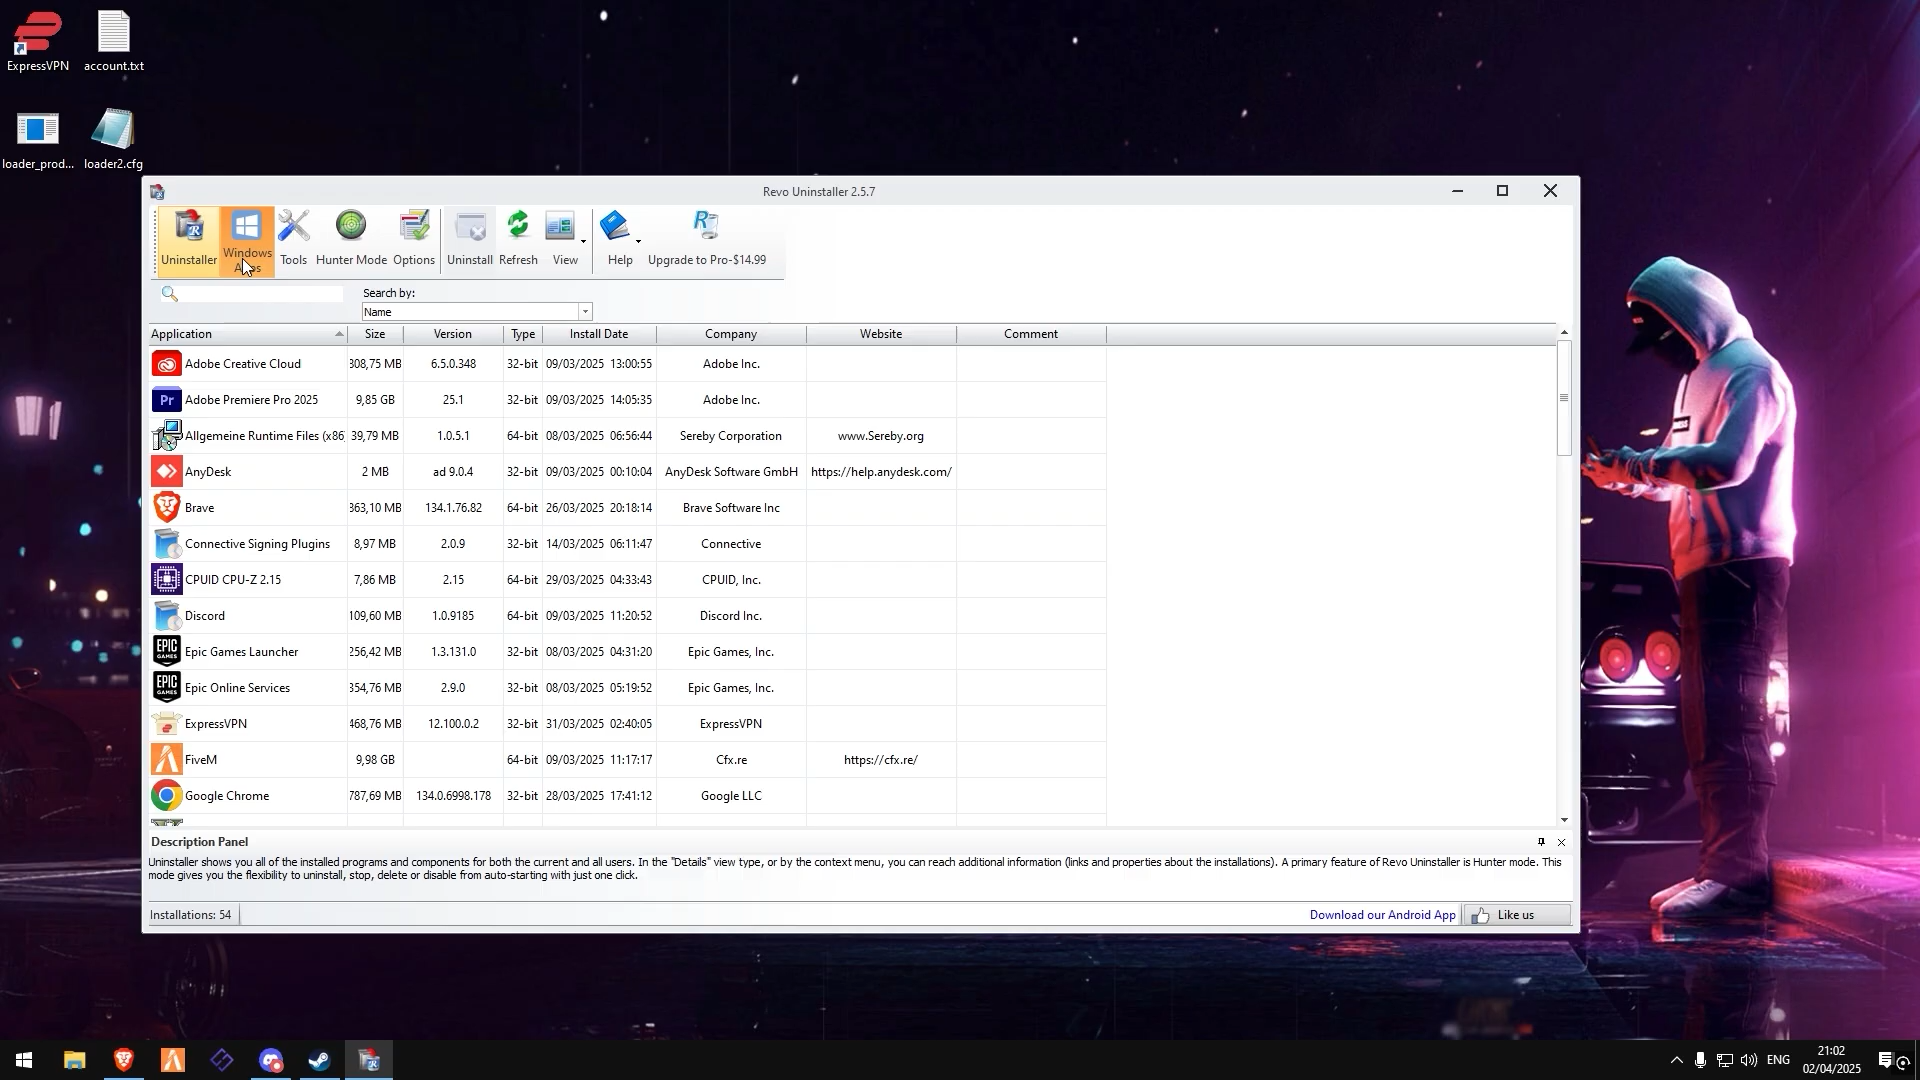 ExpressVPN
account.txt
loader_prod...
loader2.cfg
Revo Uninstaller 2.5.7
Uninstaller
Windows
Apps
Tools
Hunter Mode
Options
Uninstall
Refresh
View
Help
Upgrade to Pro-$14.99
Search by:
Name
Application Size Version Type Install Date Company Website Comment
Adobe Creative Cloud 808,75 MB 6.5.0.348 32-bit 09/03/2025 13:00:55 Adobe Inc.
Pr Adobe Premiere Pro 2025 9,85 GB 25.1 32-bit 09/03/2025 14:05:35 Adobe Inc.
Allgemeine Runtime Files (x86 39,79 MB 1.0.5.1 64-bit 08/03/2025 06:56:44 Sereby Corporation www.Sereby.org
AnyDesk 2 MB ad 9.0.4 32-bit 09/03/2025 00:10:04 AnyDesk Software GmbH https://help.anydesk.com/
Brave 363,10 MB 134.1.76.82 64-bit 26/03/2025 20:18:14 Brave Software Inc
Connective Signing Plugins 8,97 MB 2.0.9 32-bit 14/03/2025 06:11:47 Connective
CPUID CPU-Z 2.15 7,86 MB 2.15 64-bit 29/03/2025 04:33:43 CPUID, Inc.
Discord 109,60 MB 1.0.9185 64-bit 09/03/2025 11:20:52 Discord Inc.
EPIC GAMES Epic Games Launcher 256,42 MB 1.3.131.0 32-bit 08/03/2025 04:31:20 Epic Games, Inc.
EPIC GAMES Epic Online Services 354,76 MB 2.9.0 32-bit 08/03/2025 05:19:52 Epic Games, Inc.
ExpressVPN 468,76 MB 12.100.0.2 32-bit 31/03/2025 02:40:05 ExpressVPN
FiveM 9,98 GB 64-bit 09/03/2025 11:17:17 Cfx.re https://cfx.re/
Google Chrome 787,69 MB 134.0.6998.178 32-bit 28/03/2025 17:41:12 Google LLC
Description Panel
Uninstaller shows you all of the installed programs and components for both the current and all users. In the "Details" view type, or by the context menu, you can reach additional information (links and properties about the installations). A primary feature of Revo Uninstaller is Hunter mode. This
mode gives you the flexibility to uninstall, stop, delete or disable from auto-starting with just one click.
Installations: 54
Download our Android App
Like us
ENG
21:02
02/04/2025